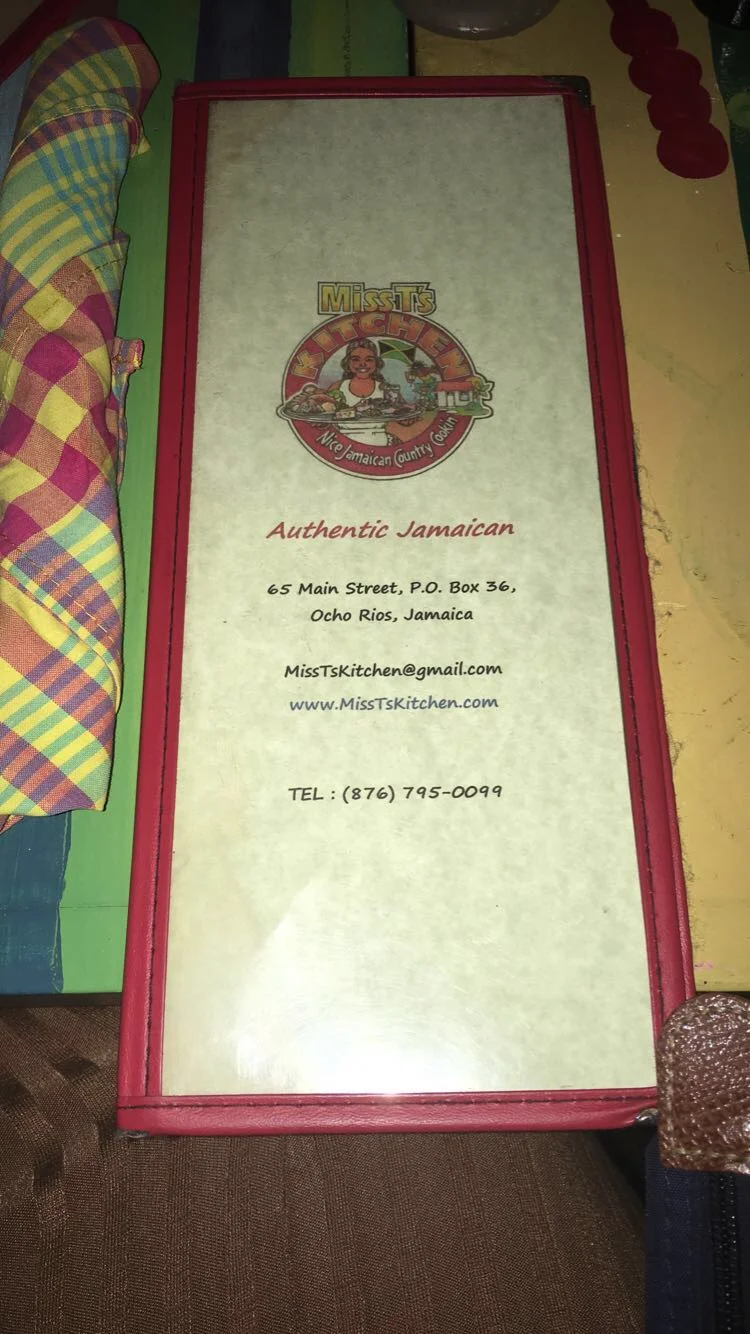 Miss T's
KITCHEN
Nice Jamaican Country Cookin'
Authentic Jamaican
65 Main Street, P.O. Box 36,
Ocho Rios, Jamaica
MissTsKitchen@gmail.com
www.MissTsKitchen.com
TEL : (876) 795-0099